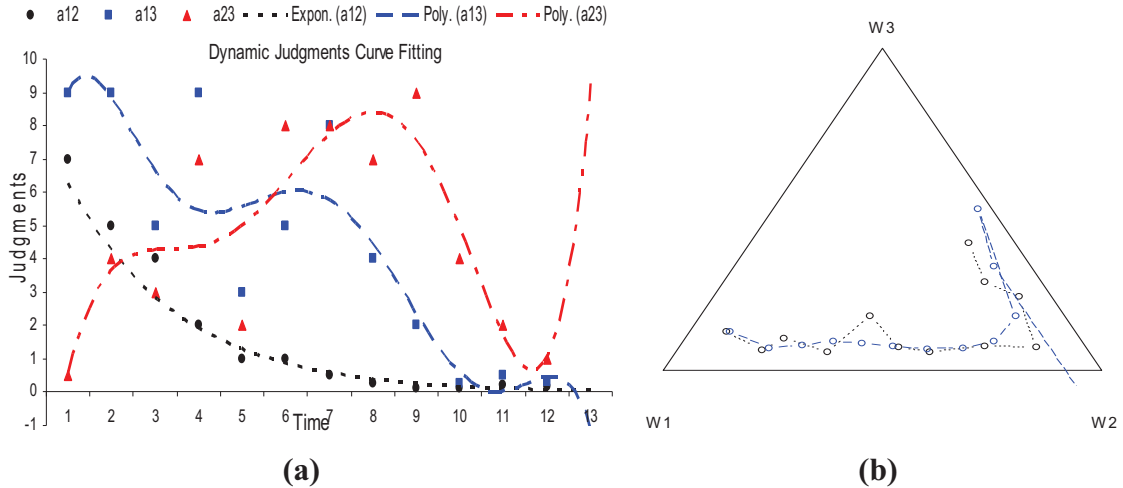 a12 a13 a23 Expon. (a12) Poly. (a13) Poly. (a23)
Dynamic Judgments Curve Fitting
W3
10
9
8
7
6
5
4
3
2
1
0
-1
Judgments
1 2 3 4 5 6 7 8 9 10 11 12 13
Time
W1 W2
(a) (b)